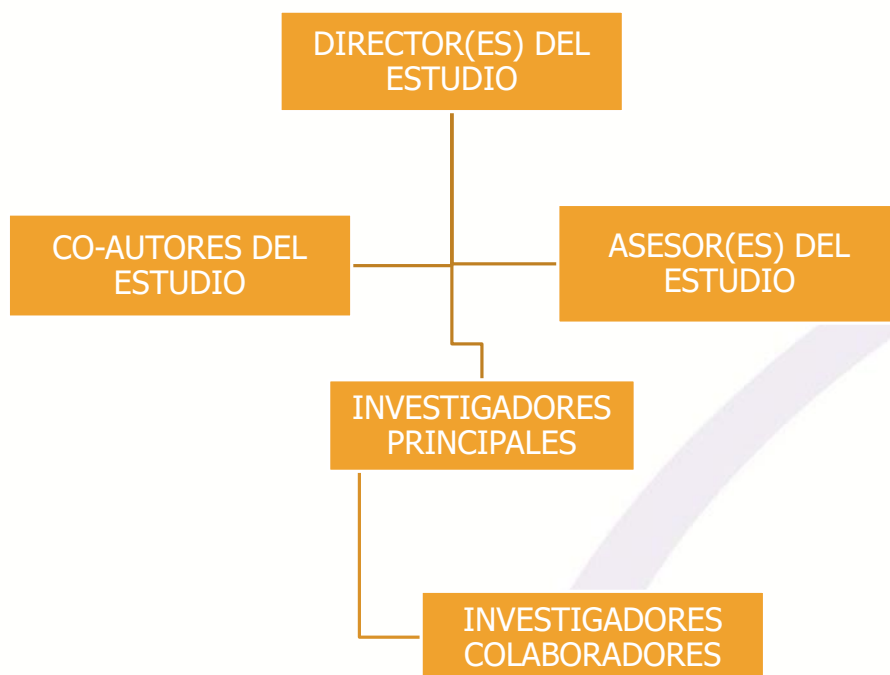 DIRECTOR(ES) DEL
ESTUDIO
CO-AUTORES DEL
ESTUDIO
ASESOR(ES) DEL
ESTUDIO
INVESTIGADORES
PRINCIPALES
INVESTIGADORES
COLABORADORES